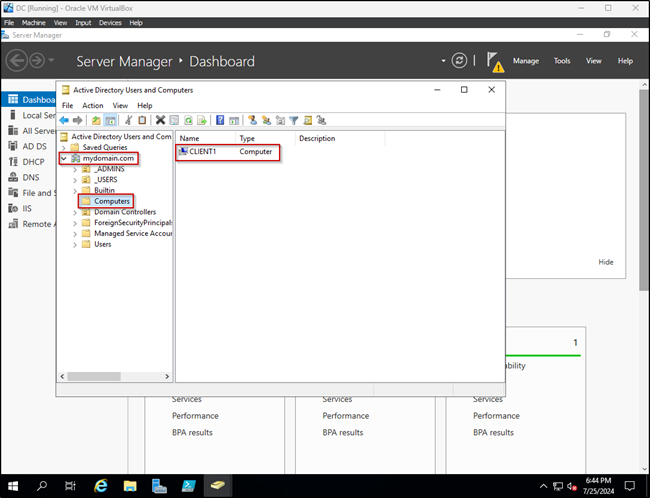 DC [Running] - Oracle VM VirtualBox
File Machine View Input Devices Help
Server Manager
Server Manager • Dashboard
Manage Tools View Help
Dashboa
Local Ser
All Serve
AD DS
DHCP
DNS
File and S
IIS
Remote A
Active Directory Users and Computers
File Action View Help
Active Directory Users and Com
Saved Queries
mydomain.com
_ADMINS
_USERS
Builtin
Computers
Domain Controllers
ForeignSecurityPrincipals
Managed Service Accou
Users
Name Type Description
CLIENT1 Computer
Hide
1
ability
Services Services Services
Performance Performance Performance
BPA results BPA results BPA results
6:44 PM
7/25/2024